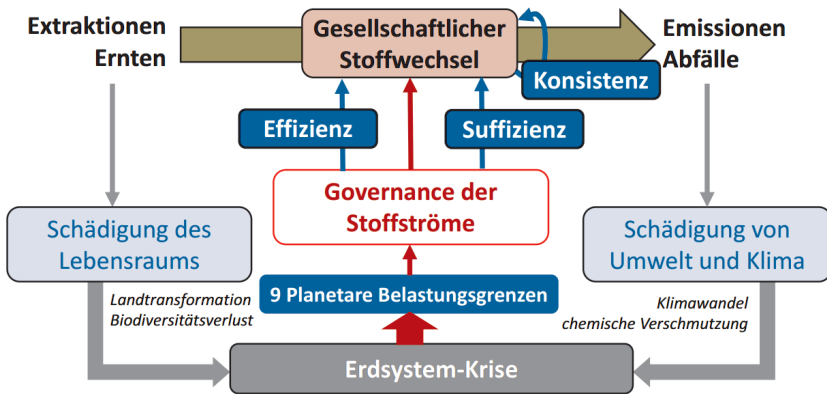 Extraktionen
Ernten
Gesellschaftlicher
Stoffwechsel
Emissionen
Abfälle
Konsistenz
Effizienz
Suffizienz
Governance der
Stoffströme
Schädigung des
Lebensraums
Schädigung von
Umwelt und Klima
9 Planetare Belastungsgrenzen
Landtransformation
Biodiversitätsverlust
Klimawandel
chemische Verschmutzung
Erdsystem-Krise